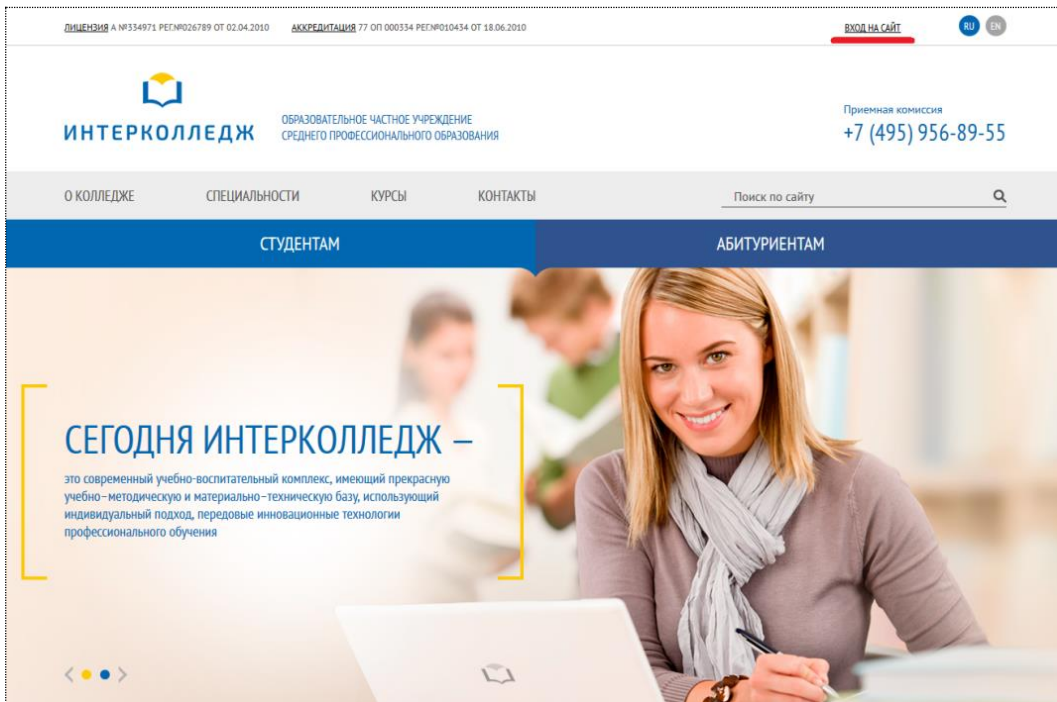 ЛИЦЕНЗИЯ А №334971 РЕГ.№026789 ОТ 02.04.2010 АККРЕДИТАЦИЯ 77 ОП 000334 РЕГ.№010434 ОТ 18.06.2010 ВХОД НА САЙТ RU EN
Приемная комиссия
ИНТЕРКОЛЛЕДЖ
ОБРАЗОВАТЕЛЬНОЕ ЧАСТНОЕ УЧРЕЖДЕНИЕ
СРЕДНЕГО ПРОФЕССИОНАЛЬНОГО ОБРАЗОВАНИЯ
+7 (495) 956-89-55
О КОЛЛЕДЖЕ СПЕЦИАЛЬНОСТИ КУРСЫ КОНТАКТЫ Поиск по сайту
СТУДЕНТАМ АБИТУРИЕНТАМ
СЕГОДНЯ ИНТЕРКОЛЛЕДЖ –
это современный учебно-воспитательный комплекс, имеющий прекрасную
учебно–методическую и материально–техническую базу, использующий
индивидуальный подход, передовые инновационные технологии
профессионального обучения